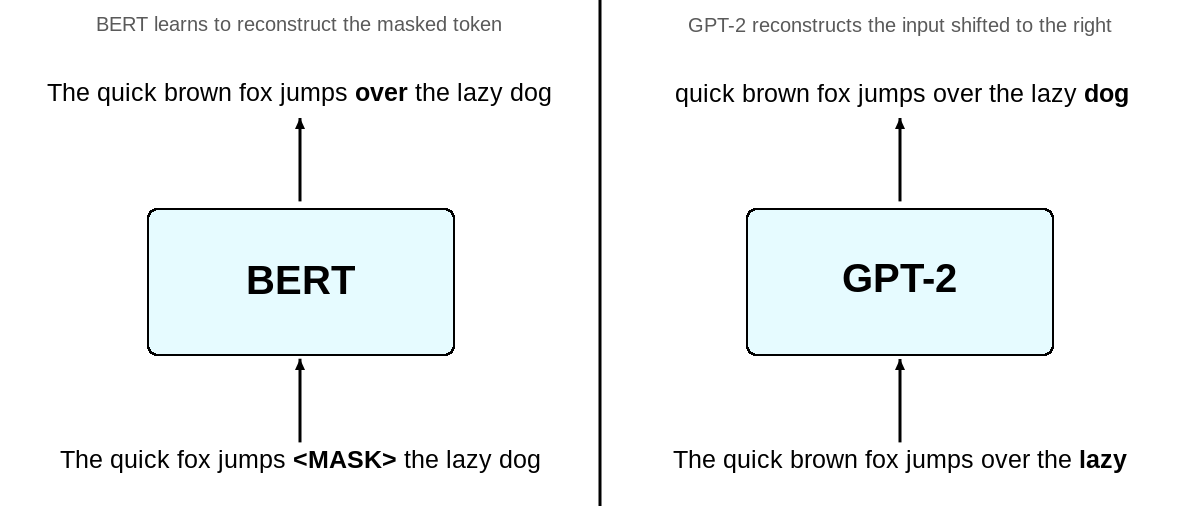 BERT learns to reconstruct the masked token
The quick brown fox jumps over the lazy dog
BERT
The quick fox jumps <MASK> the lazy dog
GPT-2 reconstructs the input shifted to the right
quick brown fox jumps over the lazy dog
GPT-2
The quick brown fox jumps over the lazy